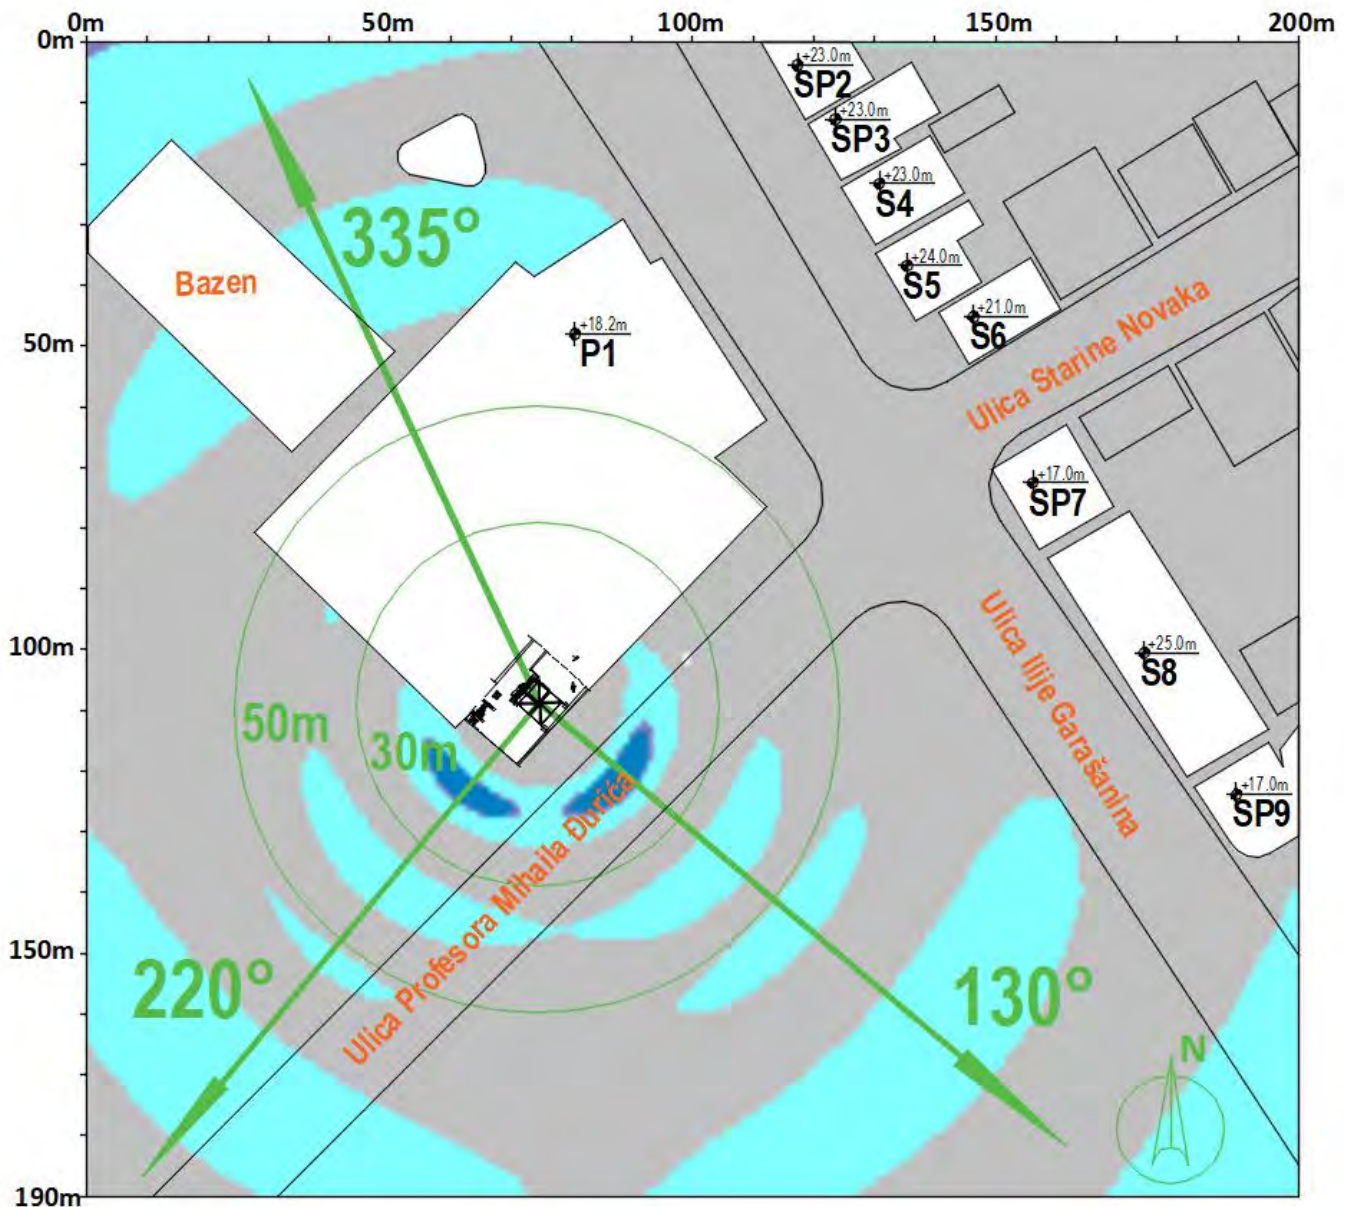 0m 50m 100m 150m 200m
0m
+23.0m
SP2
+23.0m
SP3
+23.0m
S4
335°
+24.0m
S5
Bazen
+21.0m
S6
50m
+18.2m
P1
Ulica Starine Novaka
+17.0m
SP7
100m
+25.0m
S8
Ulica Ilije Garašanina
50m
30m
+17.0m
SP9
Ulica Profesora Mihaila Đurića
150m
220°
130°
N
190m